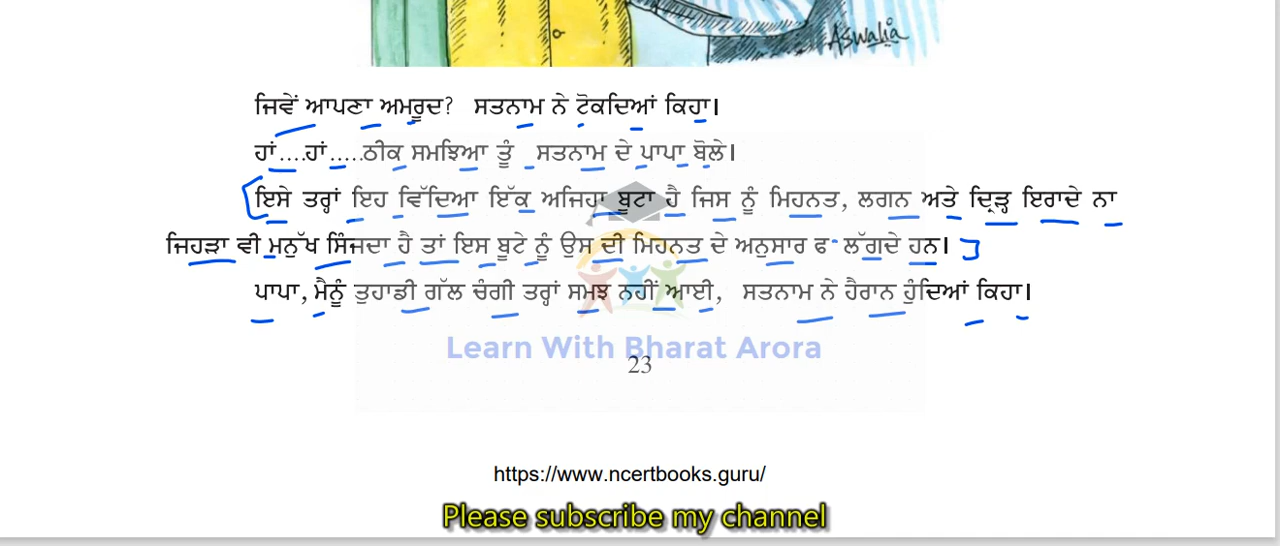 Aswalia
ਜਿਵੇਂ ਆਪਣਾ ਅਮਰੂਦ? ਸਤਨਾਮ ਨੇ ਟੋਕਦਿਆਂ ਕਿਹਾ।
ਹਾਂ....ਹਾਂ.....ਠੀਕ ਸਮਝਿਆ ਤੂੰ ਸਤਨਾਮ ਦੇ ਪਾਪਾ ਬੋਲੇ।
ਇਸੇ ਤਰ੍ਹਾਂ ਇਹ ਵਿੱਦਿਆ ਇੱਕ ਅਜਿਹਾ ਬੂਟਾ ਹੈ ਜਿਸ ਨੂੰ ਮਿਹਨਤ, ਲਗਨ ਅਤੇ ਦ੍ਰਿੜ੍ਹ ਇਰਾਦੇ ਨਾ
ਜਿਹੜਾ ਵੀ ਮਨੁੱਖ ਸਿੰਜਦਾ ਹੈ ਤਾਂ ਇਸ ਬੂਟੇ ਨੂੰ ਉਸ ਦੀ ਮਿਹਨਤ ਦੇ ਅਨੁਸਾਰ ਫ ਲੱਗਦੇ ਹਨ।
ਪਾਪਾ, ਮੈਨੂੰ ਤੁਹਾਡੀ ਗੱਲ ਚੰਗੀ ਤਰ੍ਹਾਂ ਸਮਝ ਨਹੀਂ ਆਈ, ਸਤਨਾਮ ਨੇ ਹੈਰਾਨ ਹੁੰਦਿਆਂ ਕਿਹਾ।
Learn With Bharat Arora
23
https://www.ncertbooks.guru/
Please subscribe my channel